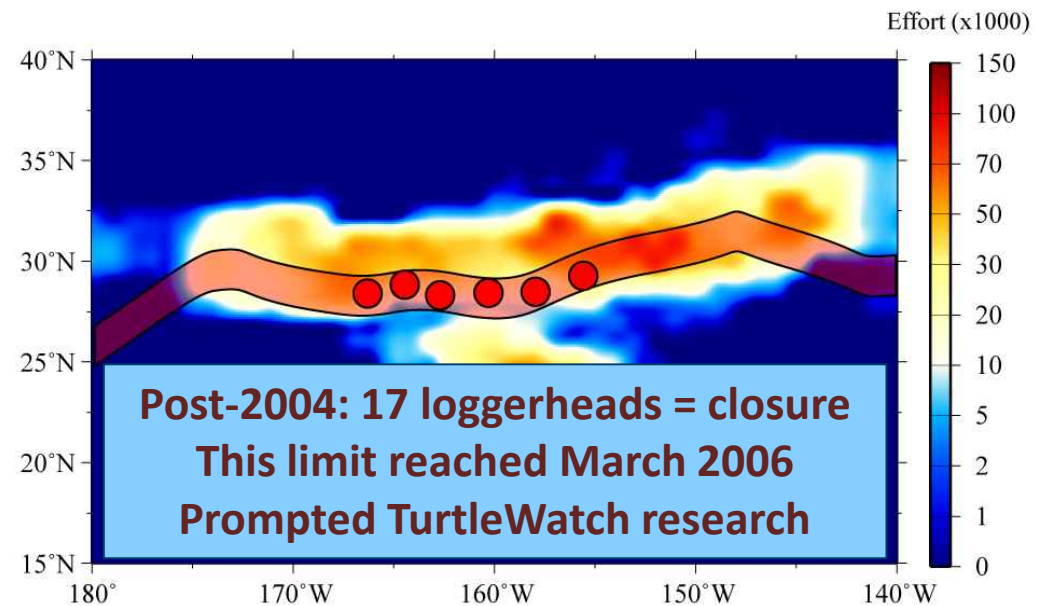 Effort (x1000)
40°N
35°N
30°N
25°N
20°N
15°N
180°
170°W
160°W
150°W
140°W
150
100
70
50
30
20
10
5
2
1
0
Post-2004: 17 loggerheads = closure
This limit reached March 2006
Prompted TurtleWatch research